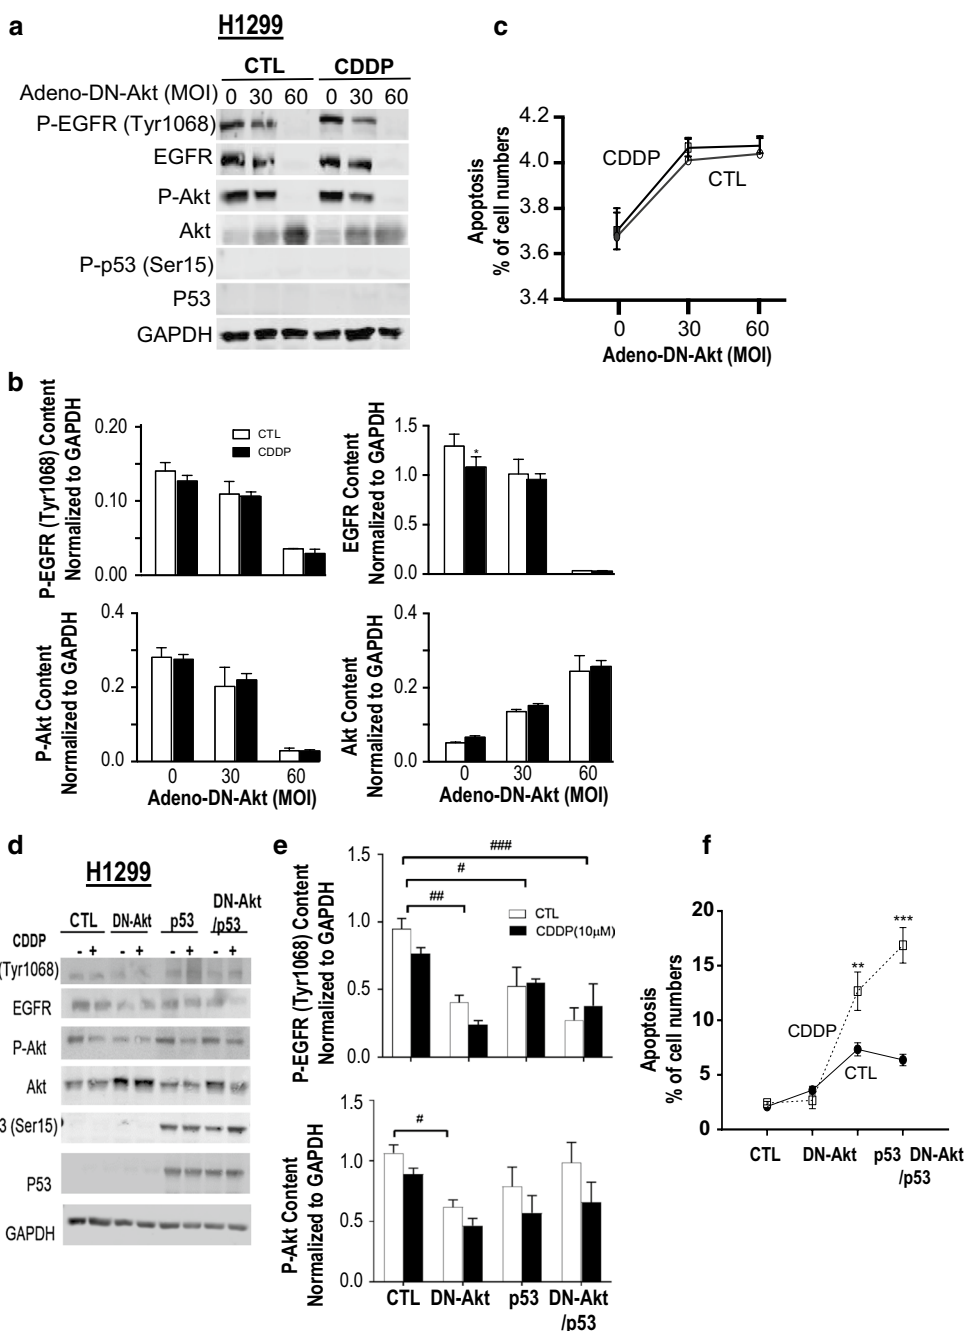 a
H1299
CTL CDDP
Adeno-DN-Akt (MOI) 0 30 60 0 30 60
P-EGFR (Tyr1068)
EGFR
P-Akt
Akt
P-p53 (Ser15)
P53
GAPDH
c
4.2
4.0
3.8
3.6
3.4
Apoptosis
% of cell numbers
CDDP
CTL
0 30 60
Adeno-DN-Akt (MOI)
b
P-EGFR (Tyr1068) Content
Normalized to GAPDH
0.20
0.10
0.00
CTL
CDDP
EGFR Content
Normalized to GAPDH
1.5
1.0
0.5
0.0
*
P-Akt Content
Normalized to GAPDH
0.4
0.2
0.0
0 30 60
Adeno-DN-Akt (MOI)
Akt Content
Normalized to GAPDH
0.4
0.2
0.0
0 30 60
Adeno-DN-Akt (MOI)
d
H1299
CTL DN-Akt p53 DN-Akt
/p53
CDDP - + - + - + - +
(Tyr1068)
EGFR
P-Akt
Akt
3 (Ser15)
P53
GAPDH
e
P-EGFR (Tyr1068) Content
Normalized to GAPDH
1.5
1.0
0.5
0.0
###
#
##
CTL
CDDP(10μM)
P-Akt Content
Normalized to GAPDH
1.5
1.0
0.5
0.0
#
CTL DN-Akt p53 DN-Akt
/p53
f
Apoptosis
% of cell numbers
20
15
10
5
0
**
***
CDDP
CTL
CTL DN-Akt p53 DN-Akt
/p53